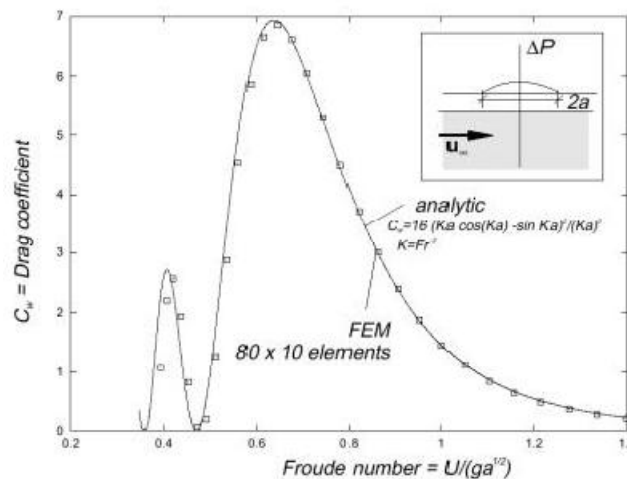 7
6
5
4
3
2
1
0
C_w = Drag coefficient
ΔP
2a
u_∞
analytic
C_w=16 (Ka cos(Ka) -sin Ka)²/(Ka)²
K=Fr⁻²
FEM
80 x 10 elements
0.2 0.4 0.6 0.8 1 1.2 1.4
Froude number = U/(ga^{1/2})